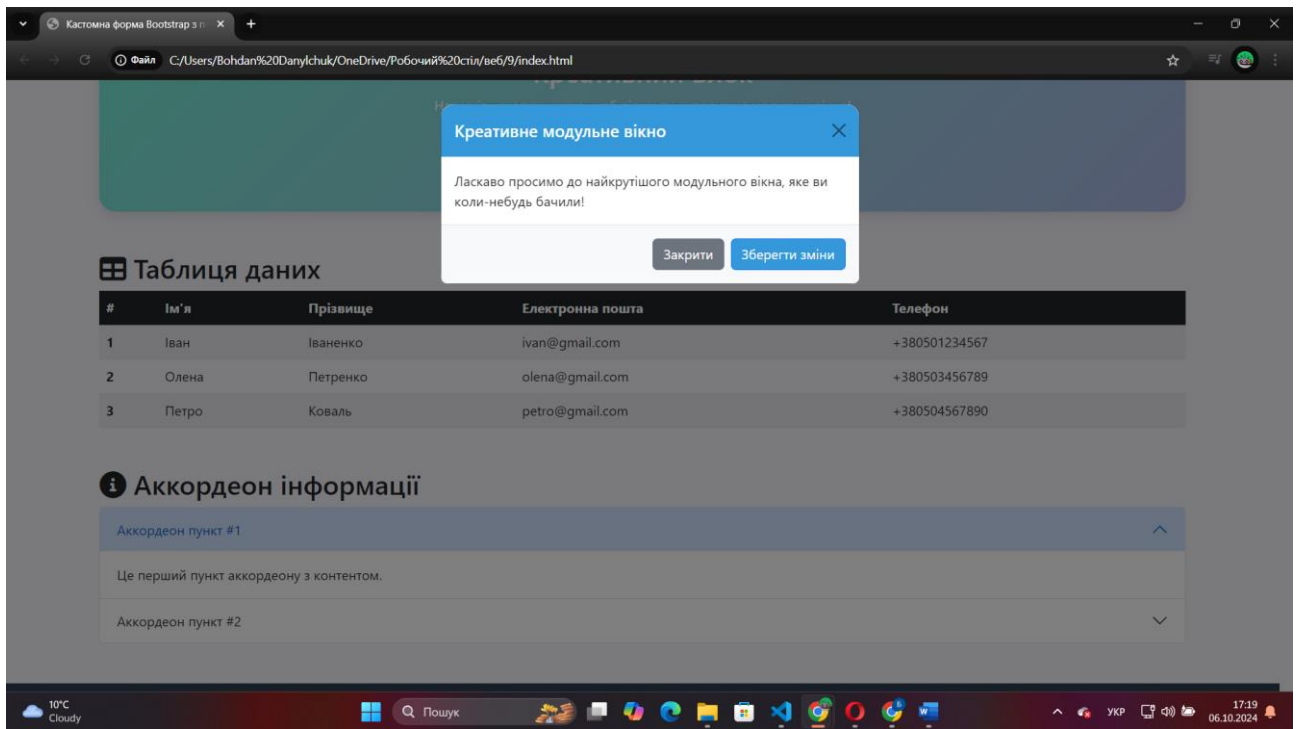 Кастомна форма Bootstrap з п
Файл C:/Users/Bohdan%20Danylchuk/OneDrive/Робочий%20стіл/веб/9/index.html
Креативне модульне вікно
Ласкаво просимо до найкрутішого модульного вікна, яке ви
коли-небудь бачили!
Закрити Зберегти зміни
Таблиця даних
# Ім'я Прізвище Електронна пошта Телефон
1 Іван Іваненко ivan@gmail.com +380501234567
2 Олена Петренко olena@gmail.com +380503456789
3 Петро Коваль petro@gmail.com +380504567890
Аккордеон інформації
Аккордеон пункт #1
Це перший пункт аккордеону з контентом.
Аккордеон пункт #2
10°C
Cloudy
Пошук
УКР
17:19
06.10.2024